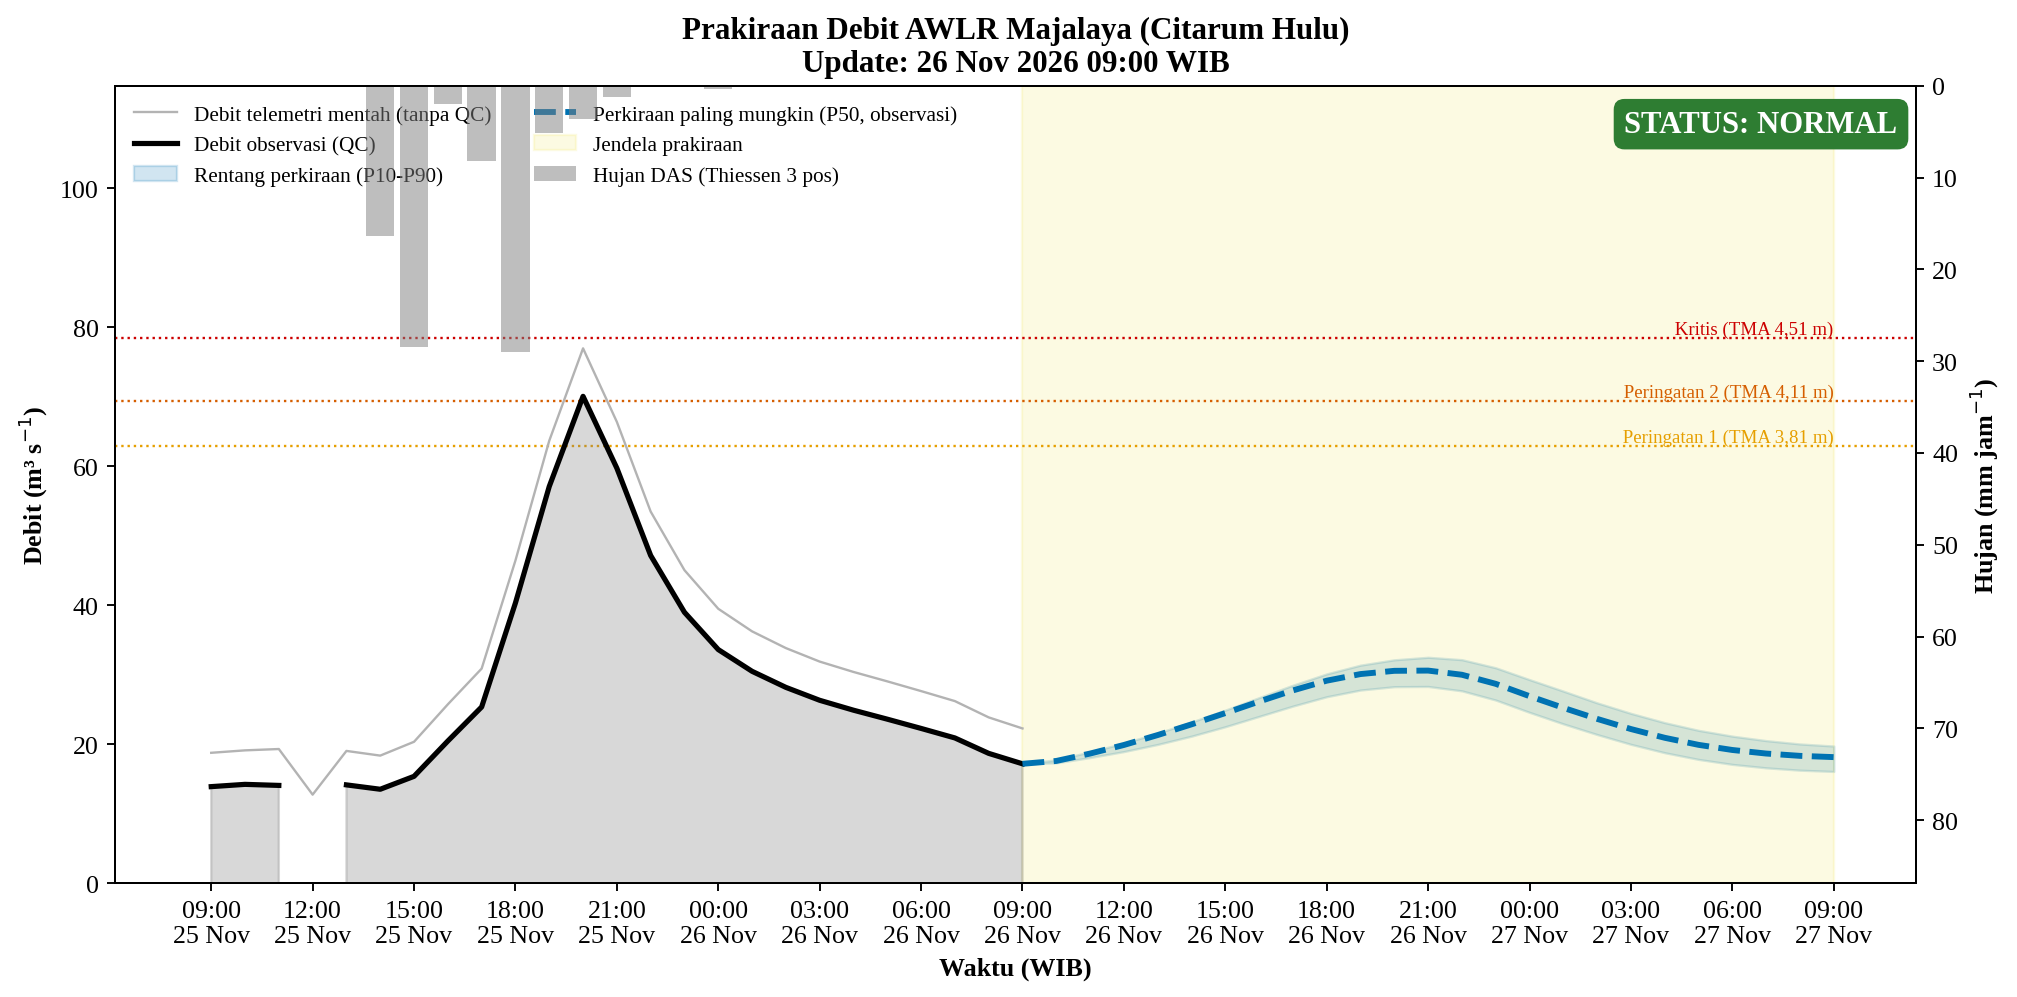 Prakiraan Debit AWLR Majalaya (Citarum Hulu)
Update: 26 Nov 2026 09:00 WIB
Debit telemetri mentah (tanpa QC)
Debit observasi (QC)
Rentang perkiraan (P10-P90)
Perkiraan paling mungkin (P50, observasi)
Jendela prakiraan
Hujan DAS (Thiessen 3 pos)
STATUS: NORMAL
Kritis (TMA 4,51 m)
Peringatan 2 (TMA 4,11 m)
Peringatan 1 (TMA 3,81 m)
Debit (m³ s⁻¹)
100
80
60
40
20
0
Hujan (mm jam⁻¹)
0
10
20
30
40
50
60
70
80
09:00 12:00 15:00 18:00 21:00 00:00 03:00 06:00 09:00 12:00 15:00 18:00 21:00 00:00 03:00 06:00 09:00
25 Nov 25 Nov 25 Nov 25 Nov 25 Nov 26 Nov 26 Nov 26 Nov 26 Nov 26 Nov 26 Nov 26 Nov 26 Nov 27 Nov 27 Nov 27 Nov 27 Nov
Waktu (WIB)